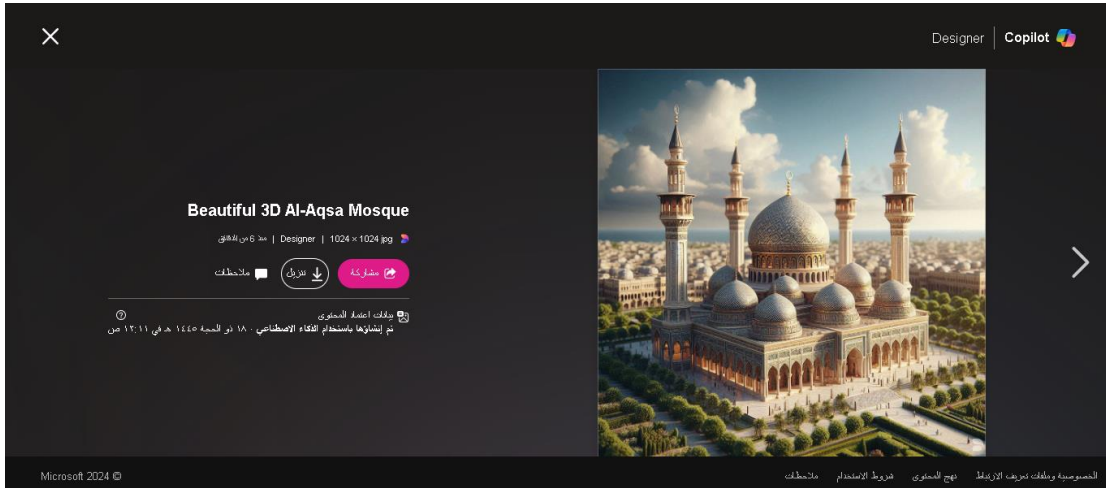 Designer | Copilot
Beautiful 3D Al-Aqsa Mosque
1024 × 1024 jpg | Designer | منذ 6 من الدقائق
مشاركة تنزيل ملاحظات
بيانات اعتماد المحتوى
تم إنشاؤها باستخدام الذكاء الاصطناعي · ١٨ ذو الحجة ١٤٤٥ هـ في ١٢:١١ ص
الخصوصية وملفات تعريف الارتباط نهج المحتوى شروط الاستخدام ملاحظات Microsoft 2024 ©